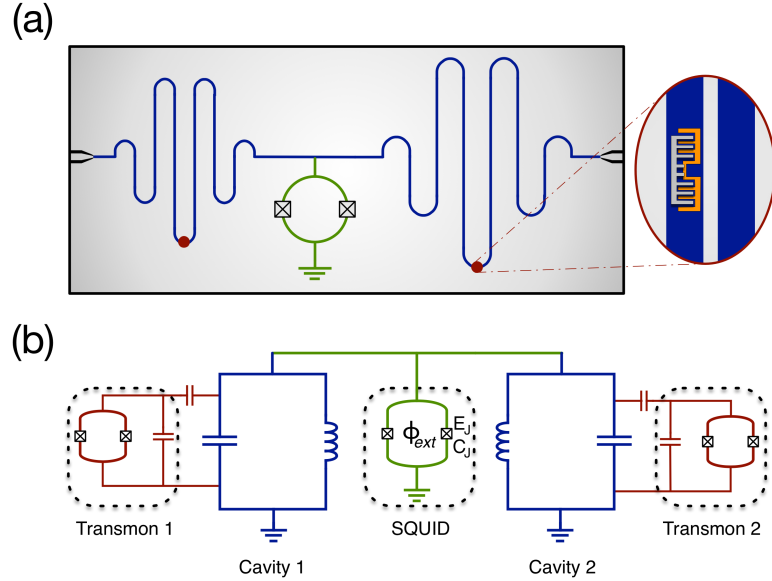 (a)
(b)
ϕext
EJ
CJ
Transmon 1
SQUID
Transmon 2
Cavity 1
Cavity 2